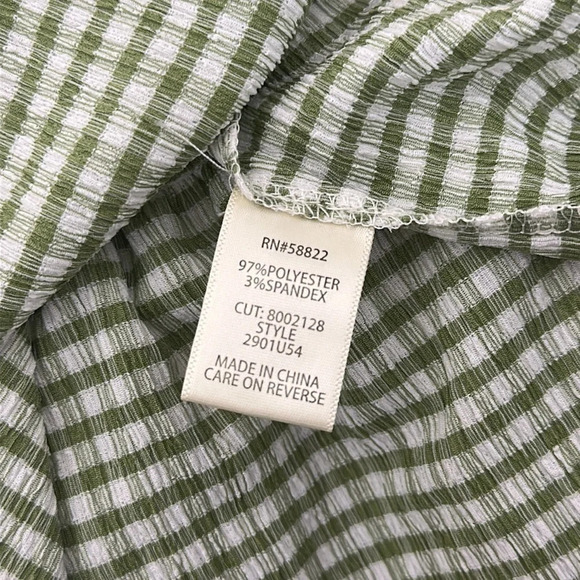 RN#58822
97%POLYESTER
3%SPANDEX
CUT: 8002128
STYLE
2901U54
MADE IN CHINA
CARE ON REVERSE